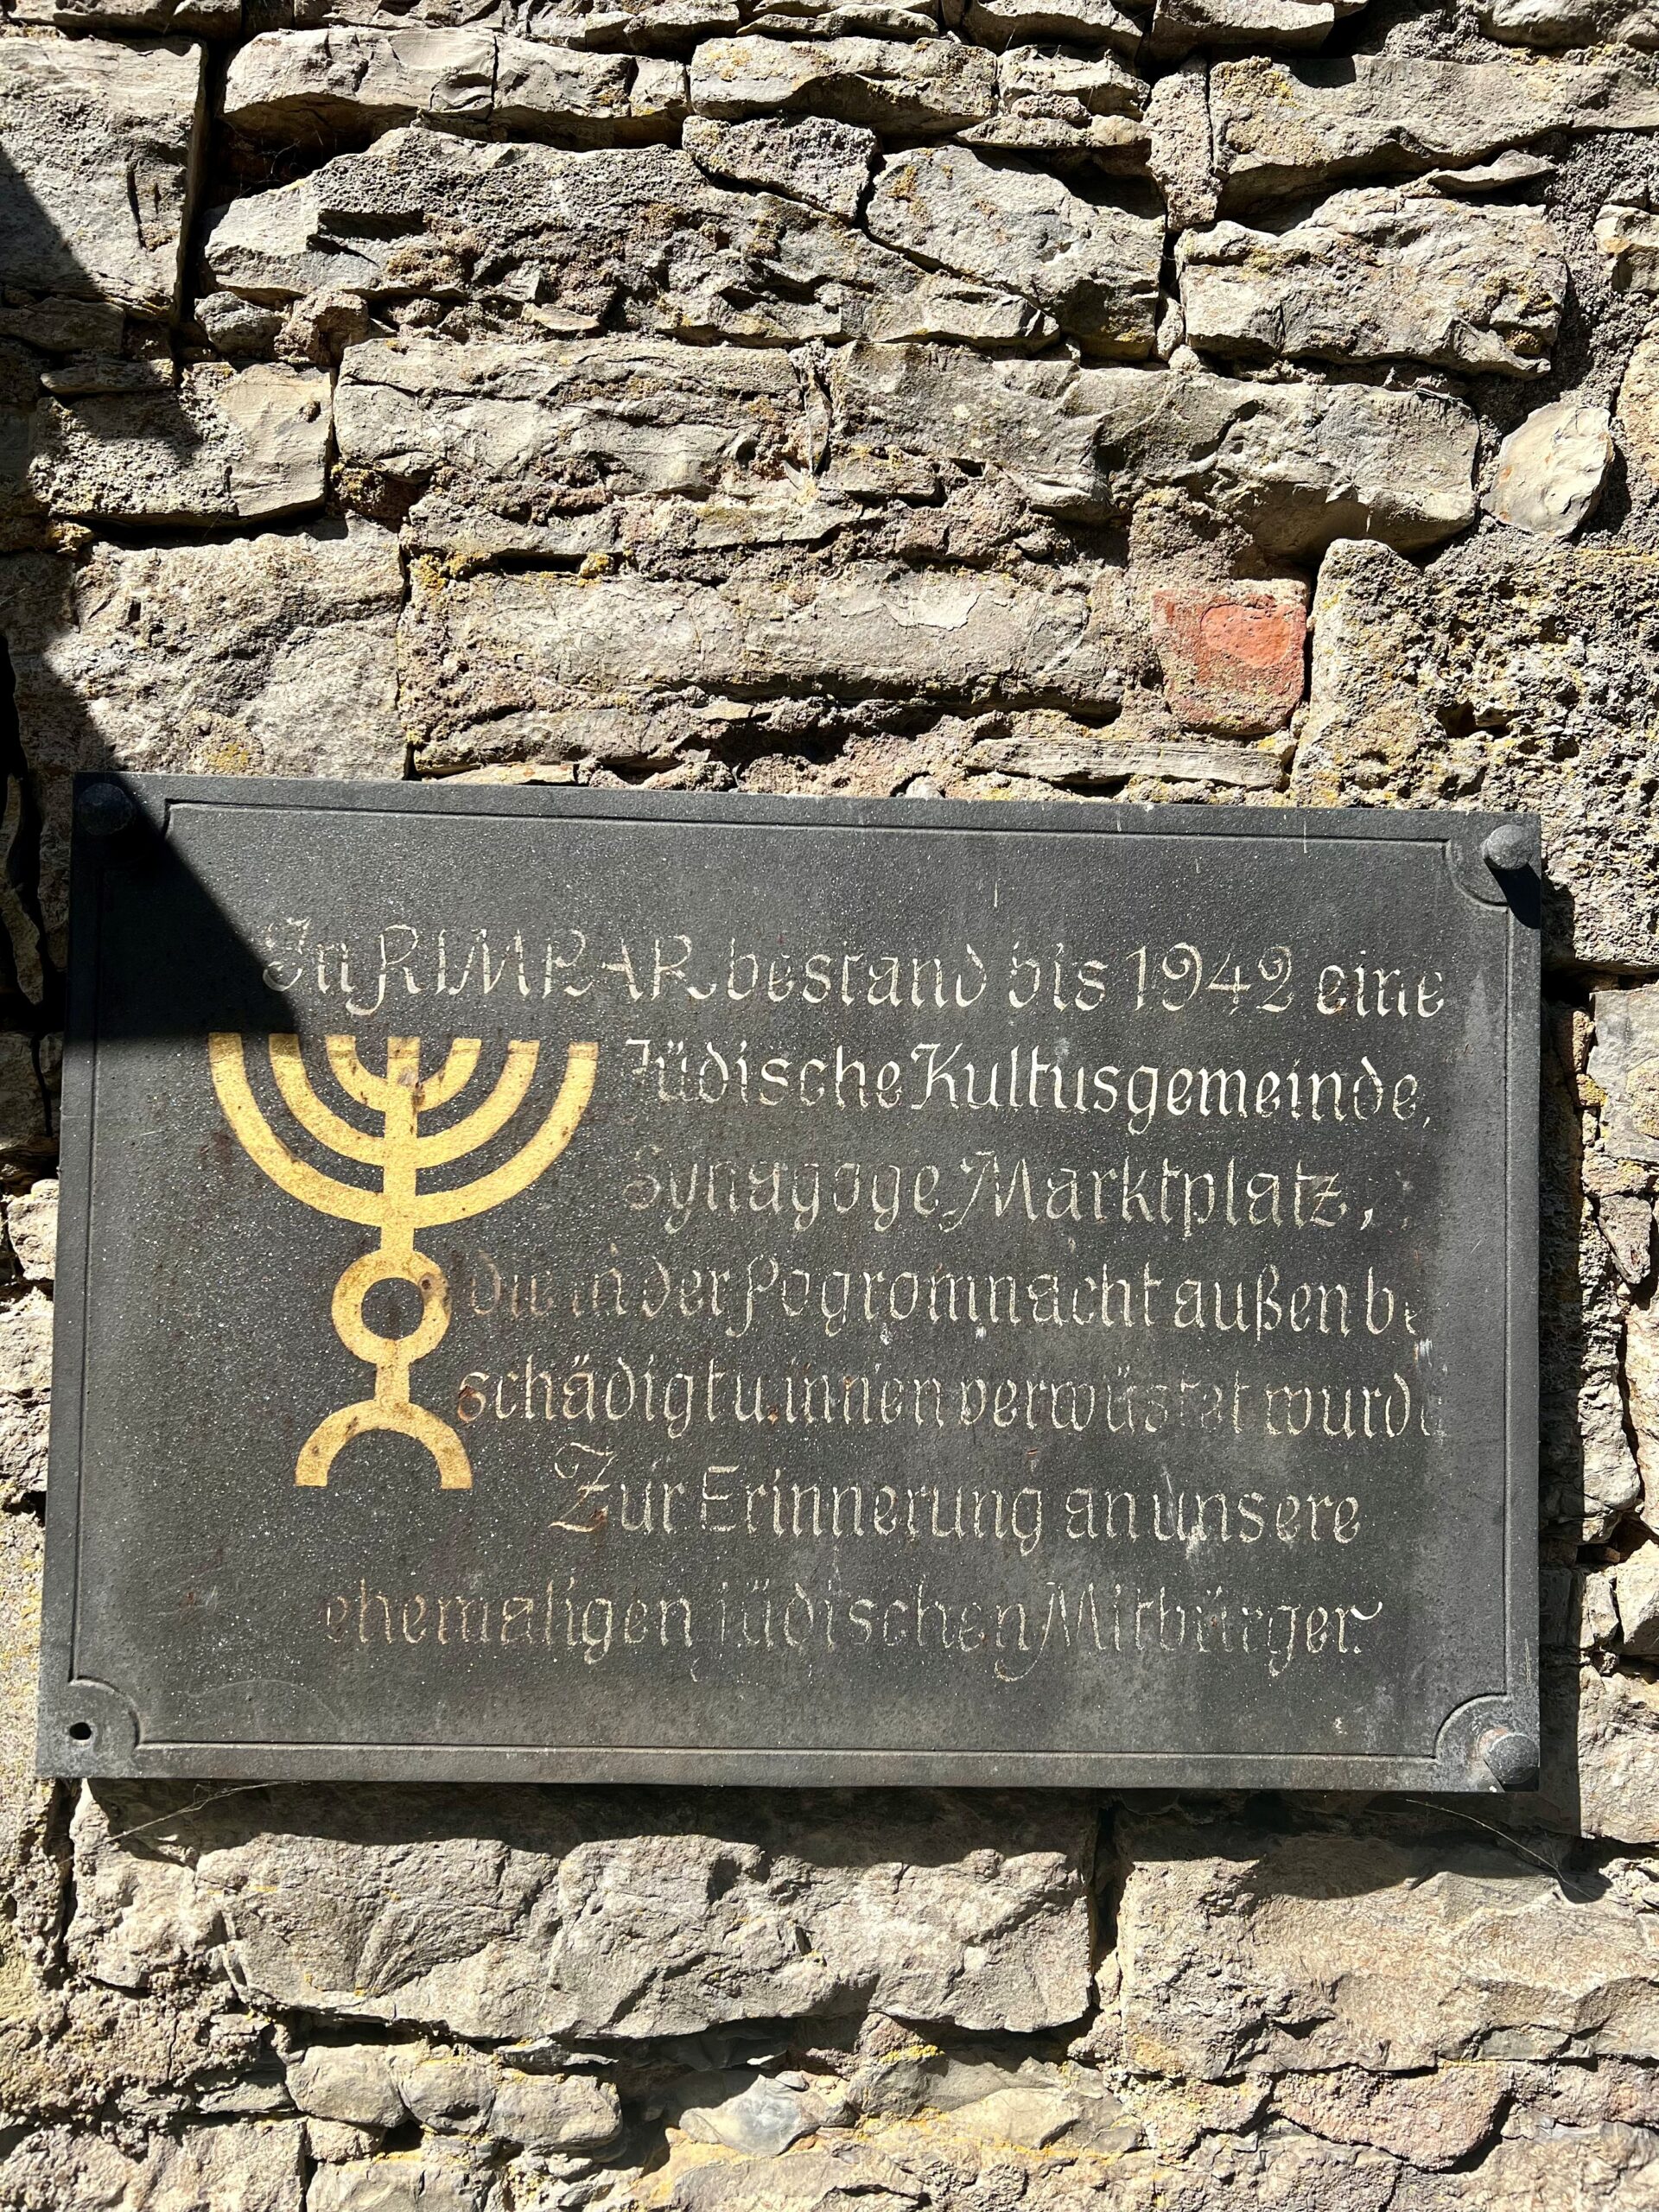 In RIMPAR bestand bis 1942 eine
Jüdische Kultusgemeinde,
Synagoge Marktplatz,
Die in der Pogromnacht außen be
schädigt u. innen verwüstet wurde
Zur Erinnerung an unsere
ehemaligen jüdischen Mitbürger.